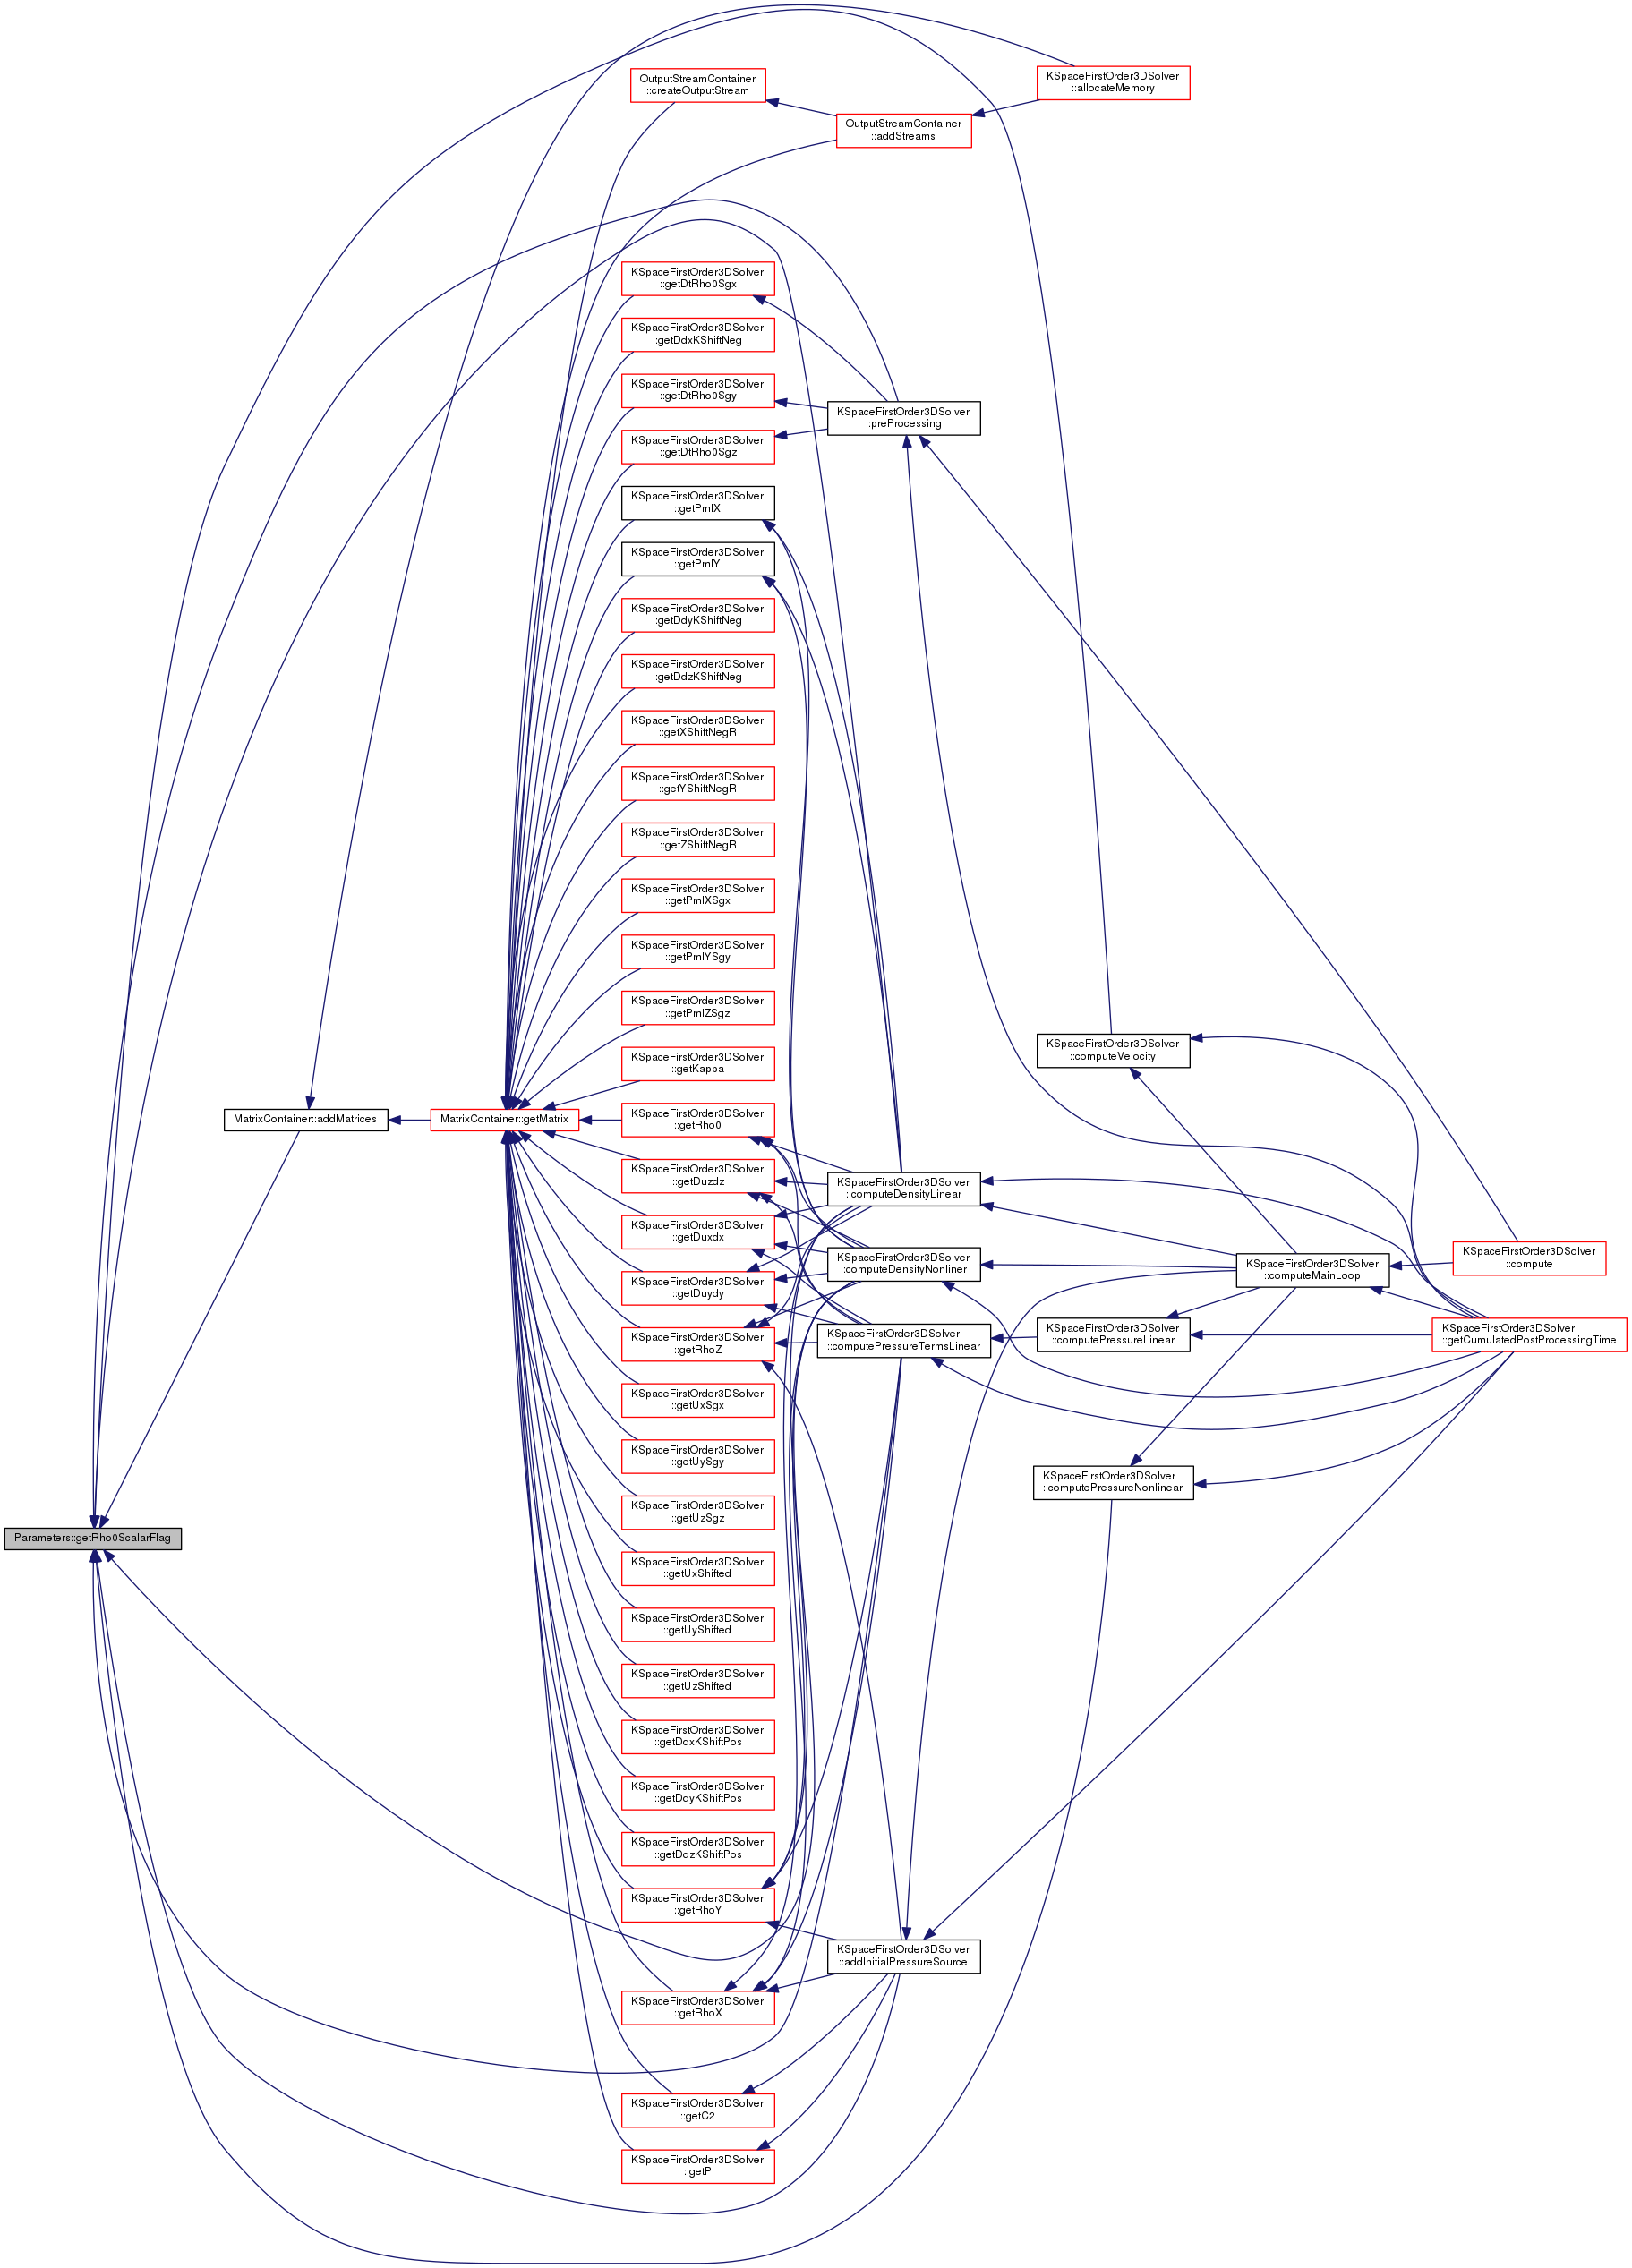 OutputStreamContainer
::createOutputStream
KSpaceFirstOrder3DSolver
::allocateMemory
OutputStreamContainer
::addStreams
KSpaceFirstOrder3DSolver
::getDtRho0Sgx
KSpaceFirstOrder3DSolver
::getDdxKShiftNeg
KSpaceFirstOrder3DSolver
::getDtRho0Sgy
KSpaceFirstOrder3DSolver
::preProcessing
KSpaceFirstOrder3DSolver
::getDtRho0Sgz
KSpaceFirstOrder3DSolver
::getPmlX
KSpaceFirstOrder3DSolver
::getPmlY
KSpaceFirstOrder3DSolver
::getDdyKShiftNeg
KSpaceFirstOrder3DSolver
::getDdzKShiftNeg
KSpaceFirstOrder3DSolver
::getXShiftNegR
KSpaceFirstOrder3DSolver
::getYShiftNegR
KSpaceFirstOrder3DSolver
::getZShiftNegR
KSpaceFirstOrder3DSolver
::getPmlXSgx
KSpaceFirstOrder3DSolver
::getPmlYSgy
KSpaceFirstOrder3DSolver
::getPmlZSgz
KSpaceFirstOrder3DSolver
::computeVelocity
KSpaceFirstOrder3DSolver
::getKappa
MatrixContainer::addMatrices
MatrixContainer::getMatrix
KSpaceFirstOrder3DSolver
::getRho0
KSpaceFirstOrder3DSolver
::getDuzdz
KSpaceFirstOrder3DSolver
::computeDensityLinear
KSpaceFirstOrder3DSolver
::getDuxdx
KSpaceFirstOrder3DSolver
::computeDensityNonliner
KSpaceFirstOrder3DSolver
::computeMainLoop
KSpaceFirstOrder3DSolver
::compute
KSpaceFirstOrder3DSolver
::getDuydy
KSpaceFirstOrder3DSolver
::getRhoZ
KSpaceFirstOrder3DSolver
::computePressureTermsLinear
KSpaceFirstOrder3DSolver
::computePressureLinear
KSpaceFirstOrder3DSolver
::getCumulatedPostProcessingTime
KSpaceFirstOrder3DSolver
::getUxSgx
KSpaceFirstOrder3DSolver
::getUySgy
KSpaceFirstOrder3DSolver
::computePressureNonlinear
KSpaceFirstOrder3DSolver
::getUzSgz
Parameters::getRho0ScalarFlag
KSpaceFirstOrder3DSolver
::getUxShifted
KSpaceFirstOrder3DSolver
::getUyShifted
KSpaceFirstOrder3DSolver
::getUzShifted
KSpaceFirstOrder3DSolver
::getDdxKShiftPos
KSpaceFirstOrder3DSolver
::getDdyKShiftPos
KSpaceFirstOrder3DSolver
::getDdzKShiftPos
KSpaceFirstOrder3DSolver
::getRhoY
KSpaceFirstOrder3DSolver
::addInitialPressureSource
KSpaceFirstOrder3DSolver
::getRhoX
KSpaceFirstOrder3DSolver
::getC2
KSpaceFirstOrder3DSolver
::getP